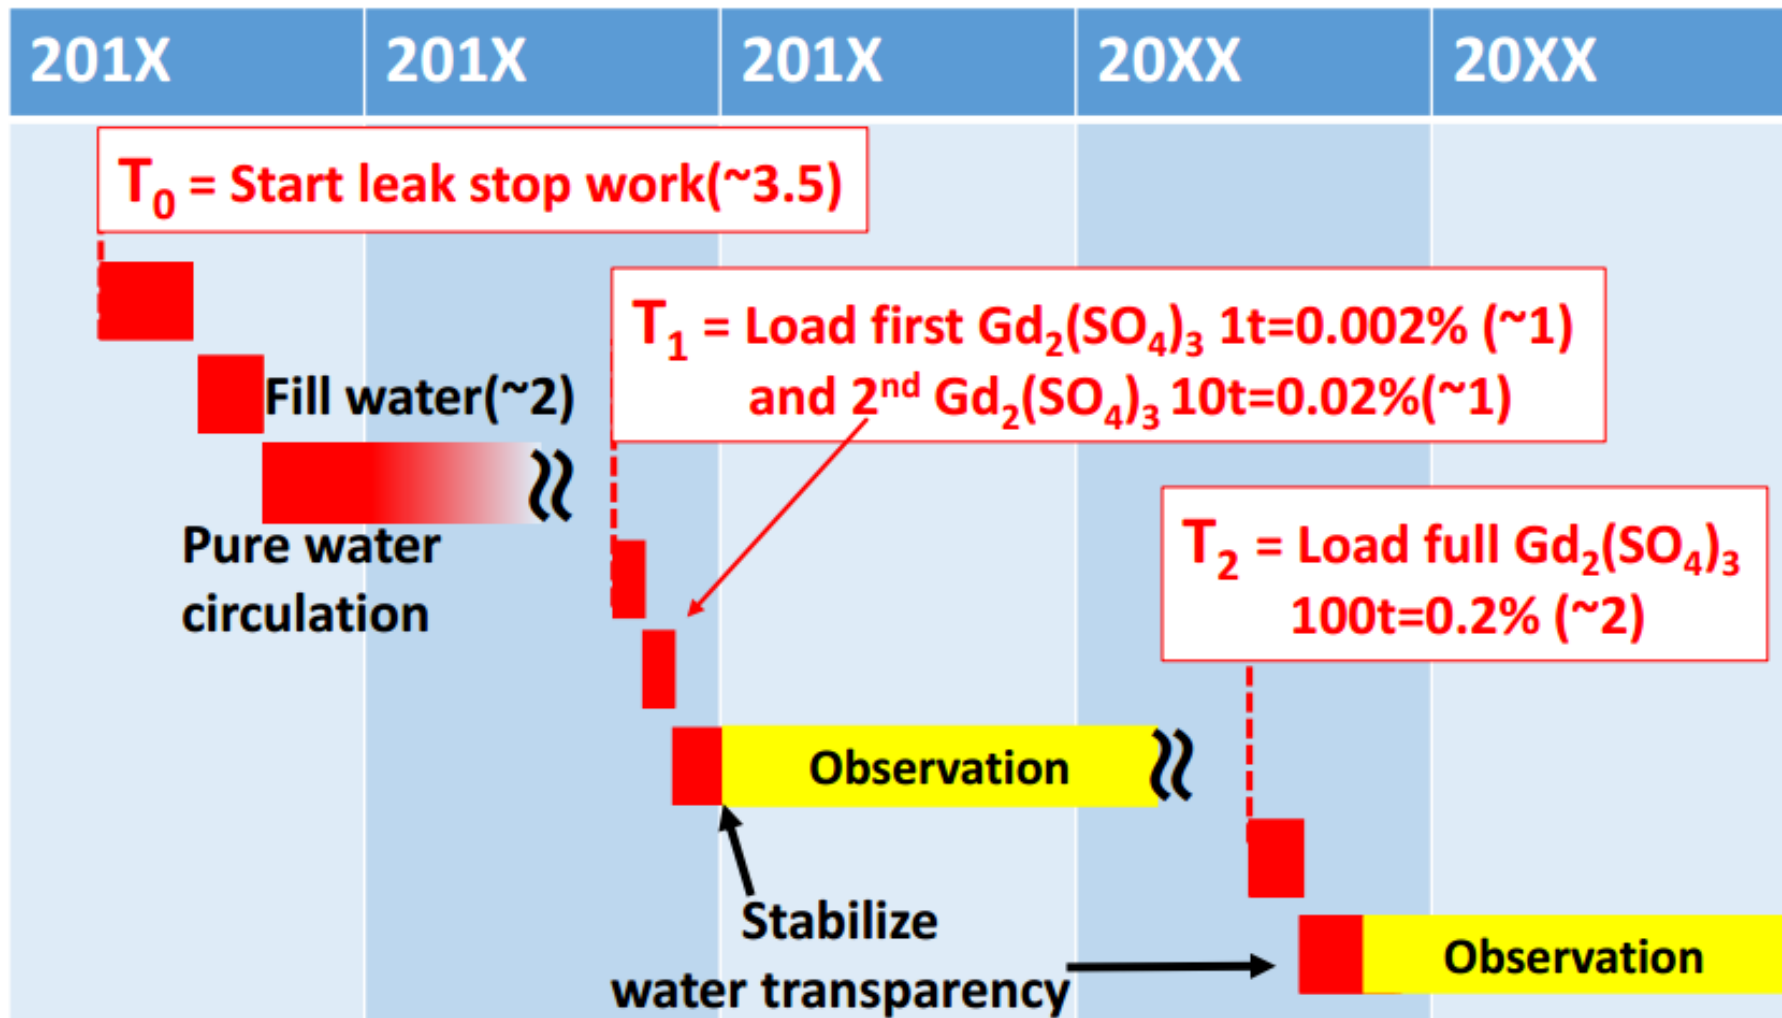 201X 201X 201X 20XX 20XX
T₀ = Start leak stop work(~3.5)
T₁ = Load first Gd₂(SO₄)₃ 1t=0.002% (~1)
and 2ⁿᵈ Gd₂(SO₄)₃ 10t=0.02%(~1)
Fill water(~2)
Pure water
circulation
T₂ = Load full Gd₂(SO₄)₃
100t=0.2% (~2)
Observation
Stabilize
water transparency
Observation